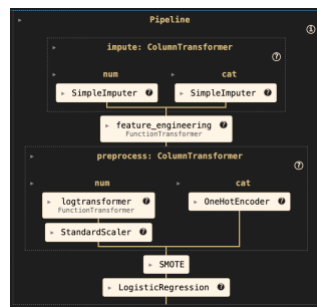 Pipeline
impute: ColumnTransformer
num cat
SimpleImputer SimpleImputer
feature_engineering
FunctionTransformer
preprocess: ColumnTransformer
num cat
logtransformer OneHotEncoder
FunctionTransformer
StandardScaler
SMOTE
LogisticRegression